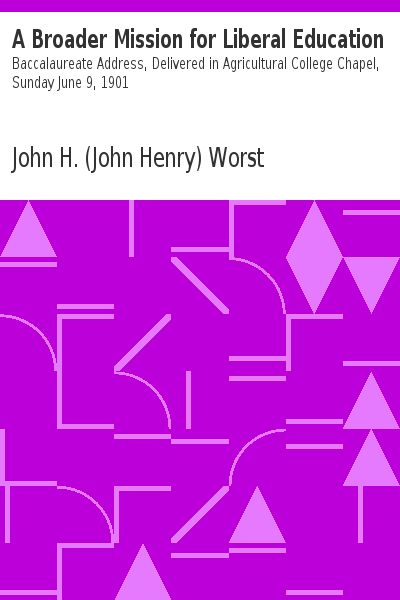 A Broader Mission for Liberal Education
Baccalaureate Address, Delivered in Agricultural College Chapel,
Sunday June 9, 1901
John H. (John Henry) Worst